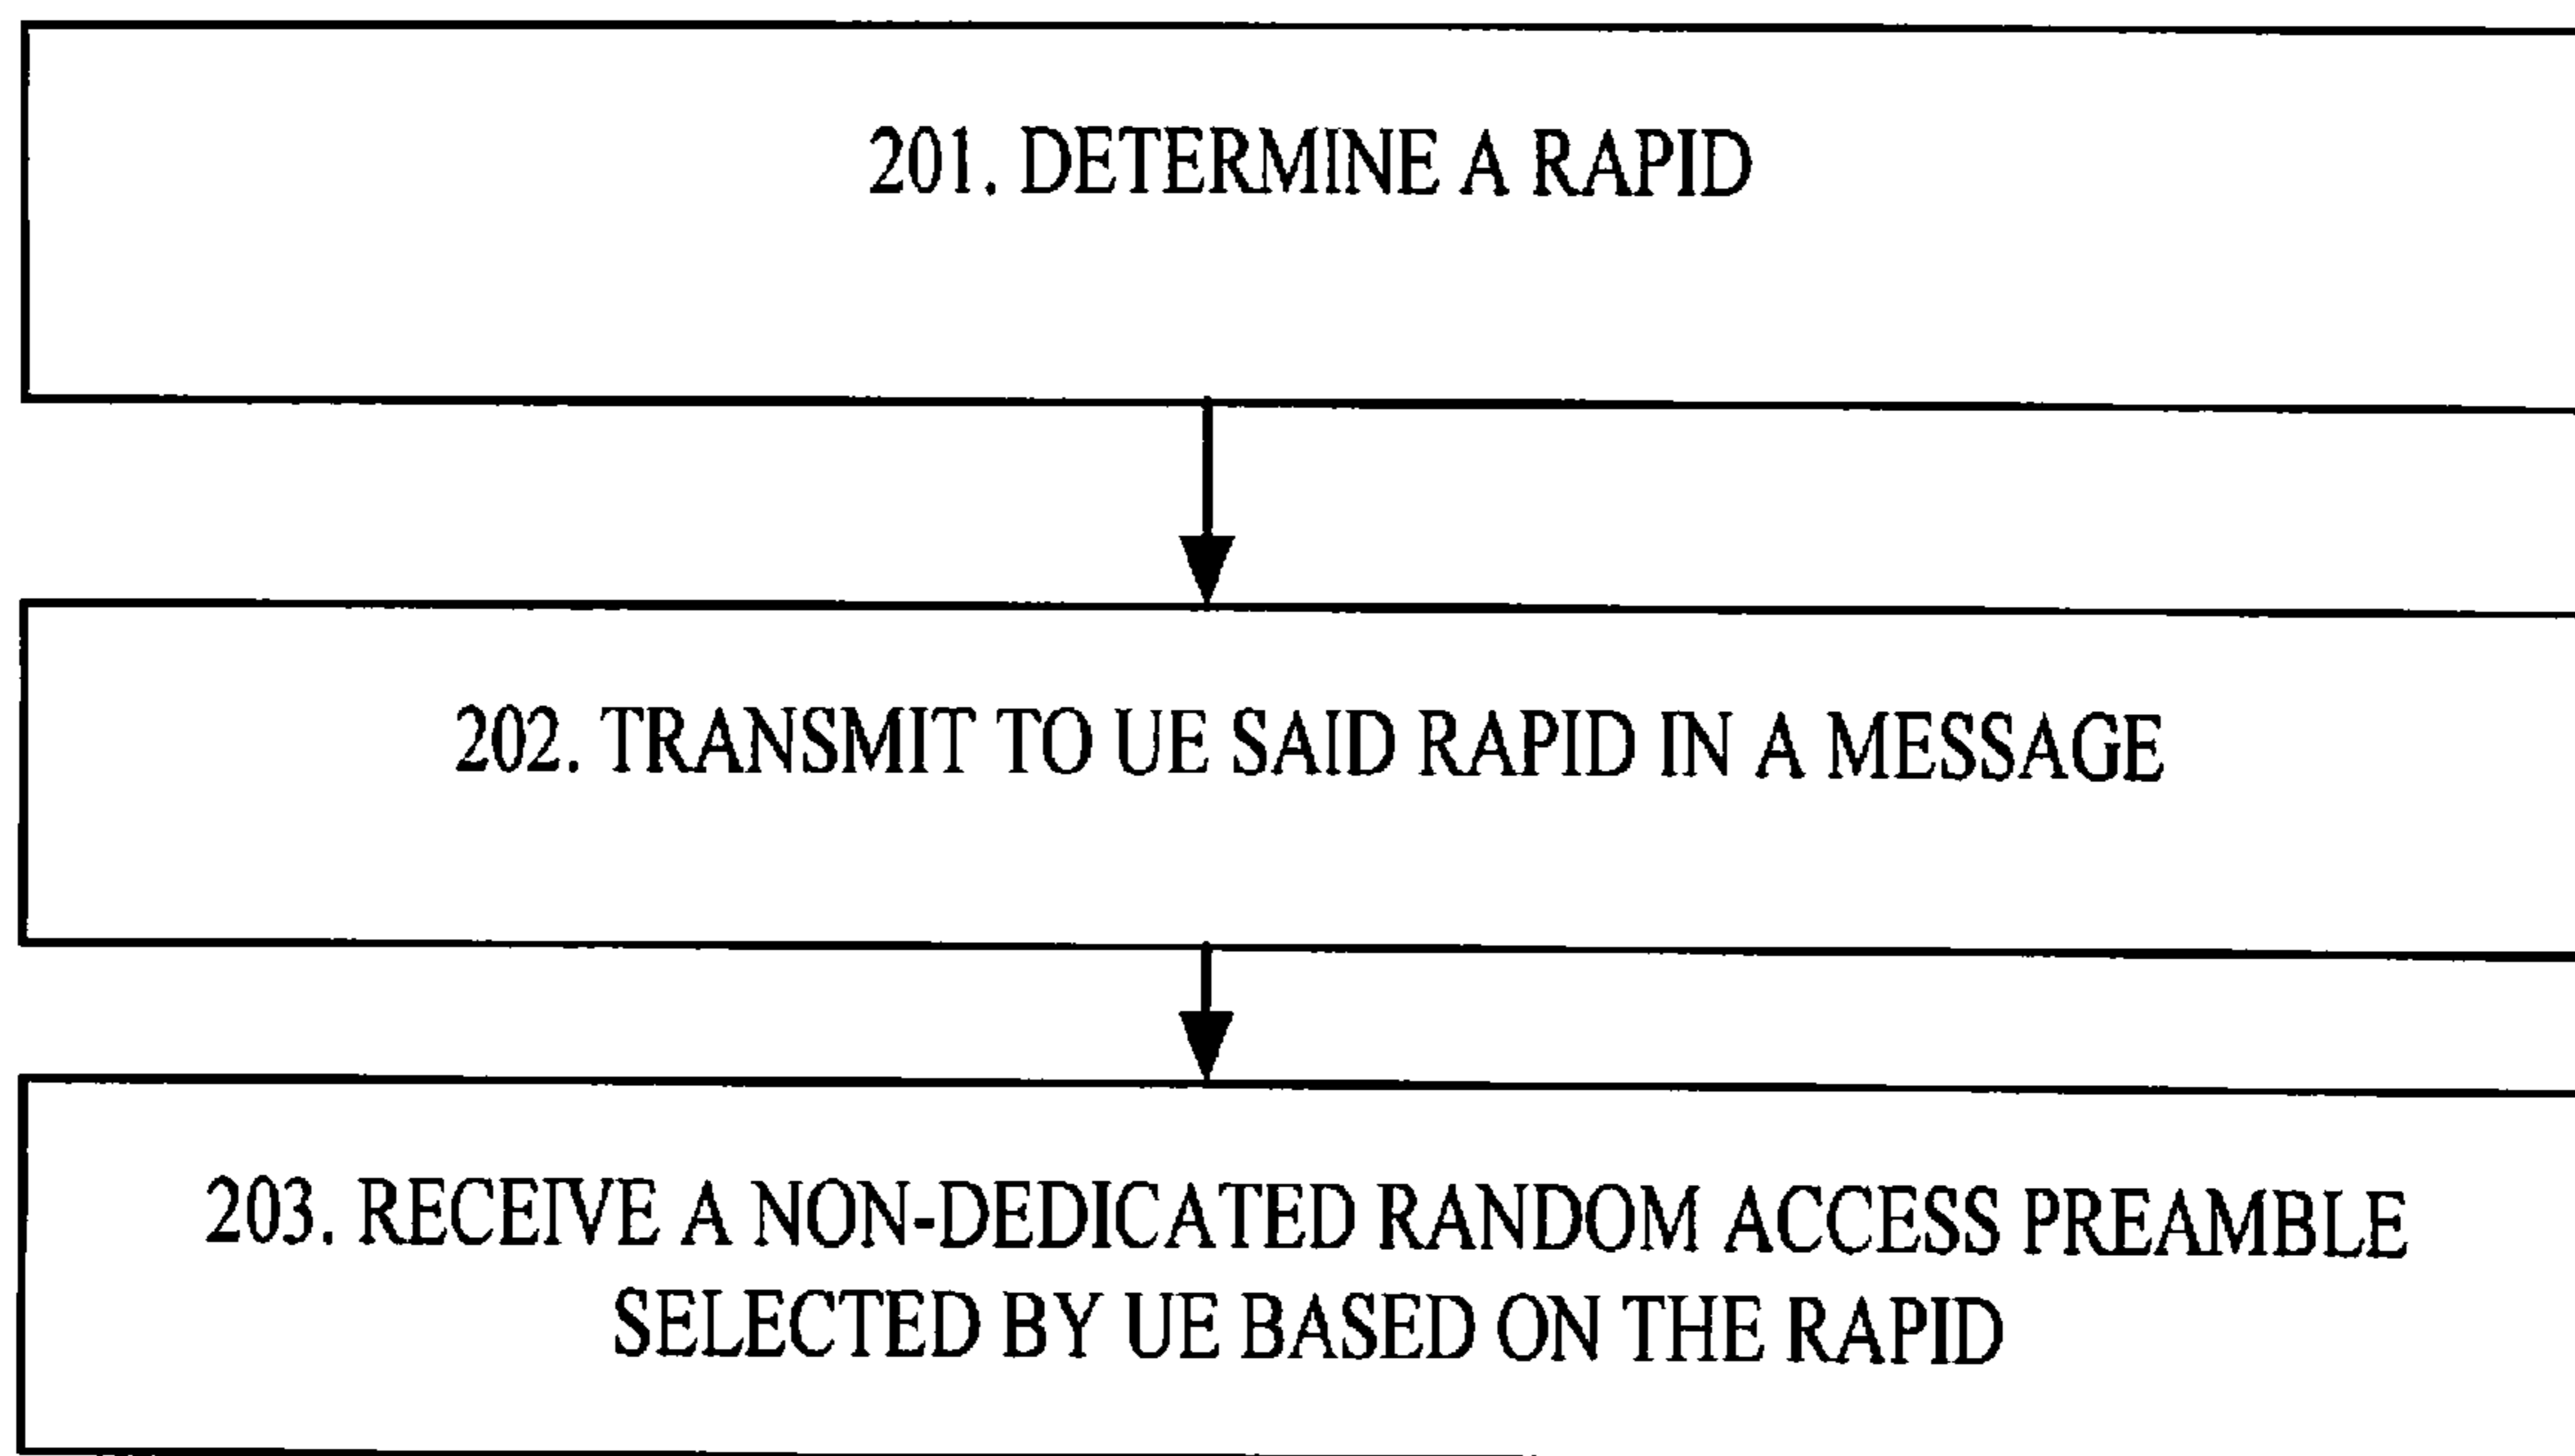 201. DETERMINE A RAPID
202. TRANSMIT TO UE SAID RAPID IN A MESSAGE
203. RECEIVE A NON-DEDICATED RANDOM ACCESS PREAMBLE
SELECTED BY UE BASED ON THE RAPID